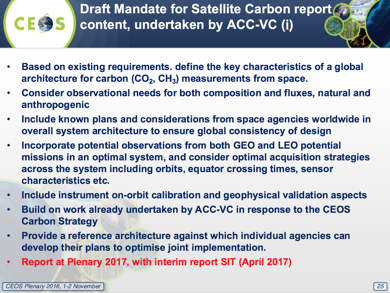 Draft Mandate for Satellite Carbon report
content, undertaken by ACC-VC (i)
CEOS
• Based on existing requirements. define the key characteristics of a global
architecture for carbon (CO₂, CH₃) measurements from space.
• Consider observational needs for both composition and fluxes, natural and
anthropogenic
• Include known plans and considerations from space agencies worldwide in
overall system architecture to ensure global consistency of design
• Incorporate potential observations from both GEO and LEO potential
missions in an optimal system, and consider optimal acquisition strategies
across the system including orbits, equator crossing times, sensor
characteristics etc.
• Include instrument on-orbit calibration and geophysical validation aspects
• Build on work already undertaken by ACC-VC in response to the CEOS
Carbon Strategy
• Provide a reference architecture against which individual agencies can
develop their plans to optimise joint implementation.
• Report at Plenary 2017, with interim report SIT (April 2017)
CEOS Plenary 2016, 1-2 November
25